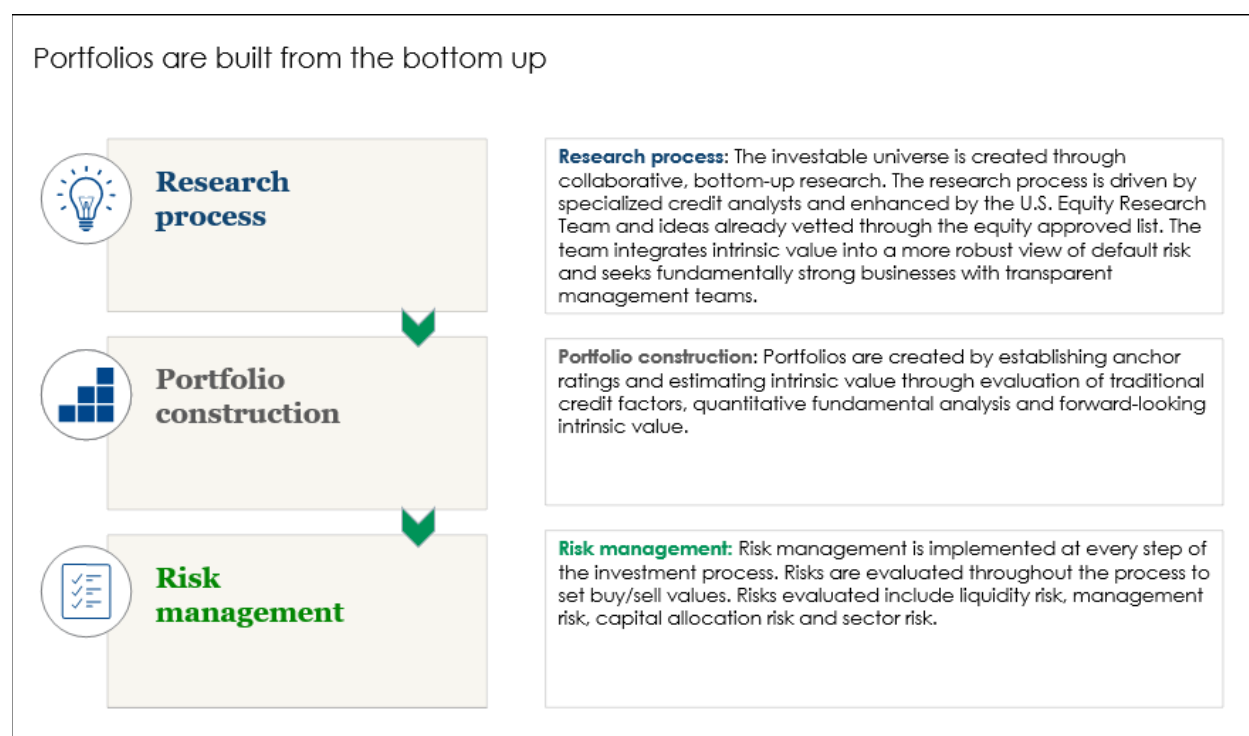 Portfolios are built from the bottom up
Research
process
Research process: The investable universe is created through
collaborative, bottom-up research. The research process is driven by
specialized credit analysts and enhanced by the U.S. Equity Research
Team and ideas already vetted through the equity approved list. The
team integrates intrinsic value into a more robust view of default risk
and seeks fundamentally strong businesses with transparent
management teams.
Portfolio
construction
Portfolio construction: Portfolios are created by establishing anchor
ratings and estimating intrinsic value through evaluation of traditional
credit factors, quantitative fundamental analysis and forward-looking
intrinsic value.
Risk
management
Risk management: Risk management is implemented at every step of
the investment process. Risks are evaluated throughout the process to
set buy/sell values. Risks evaluated include liquidity risk, management
risk, capital allocation risk and sector risk.